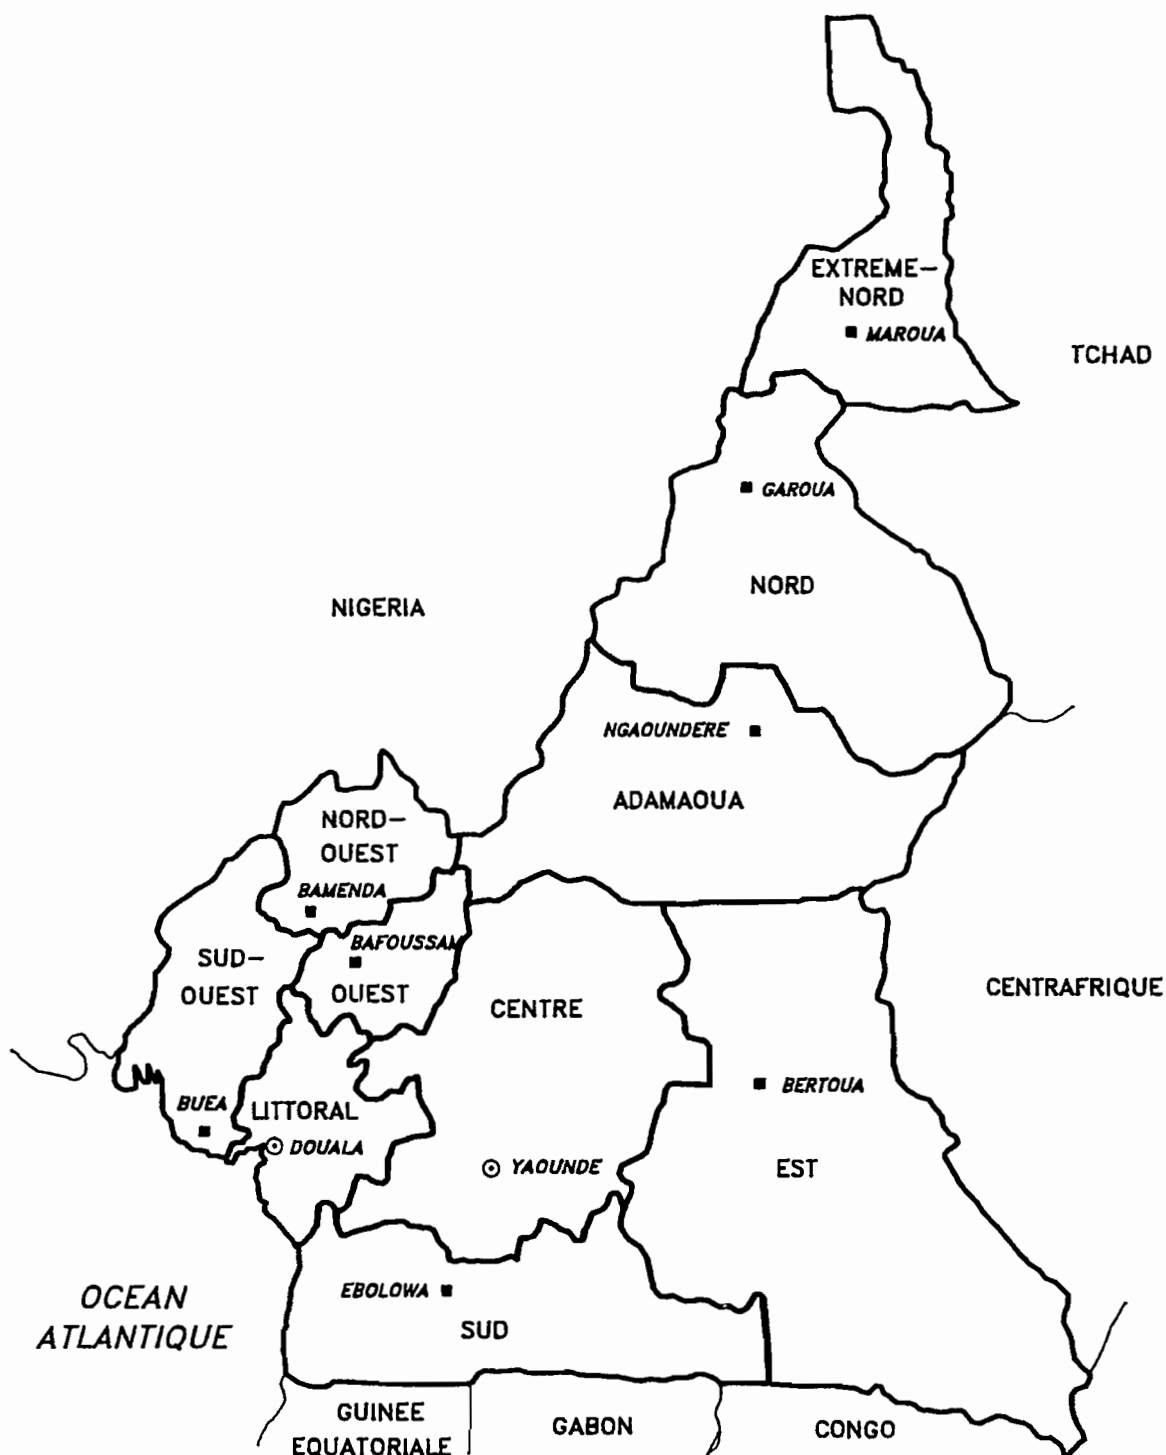 EXTREME-
NORD
MAROUA
TCHAD
GAROUA
NORD
NIGERIA
NGAOUNDERE
ADAMAOUA
NORD-
OUEST
BAMENDA
BAFOUSSAM
SUD-
OUEST
OUEST
CENTRE
CENTRAFRIQUE
BUEA
LITTORAL
DOUALA
BERTOUA
YAOUNDE
EST
OCEAN
ATLANTIQUE
EBOLOWA
SUD
GUINEE
EQUATORIALE
GABON
CONGO